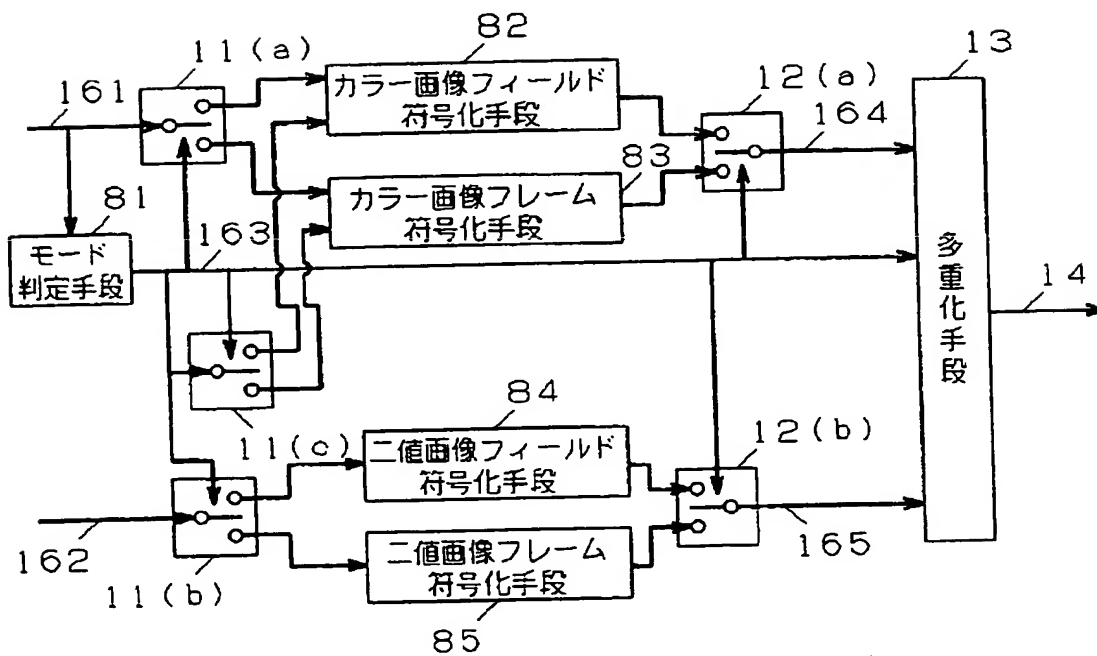 82
11(a)
13
161
カラー画像フィールド
符号化手段
12(a)
164
83
81
カラー画像フレーム
符号化手段
163
モード
判定手段
多重化手段
14
84
11(c)
二値画像フィールド
符号化手段
12(b)
162
165
二値画像フレーム
符号化手段
11(b)
85